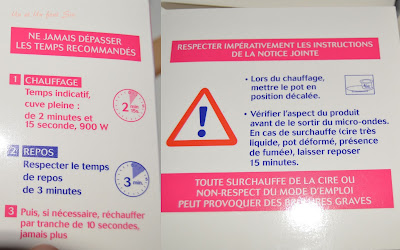 NE JAMAIS DÉPASSER
LES TEMPS RECOMMANDÉS
1 CHAUFFAGE
Temps indicatif,
cuve pleine :
de 2 minutes et
15 seconde, 900 W
2 min
15s.
2 REPOS
Respecter le temps
de repos
de 3 minutes
3 min.
3 Puis, si nécessaire, réchauffer
par tranche de 10 secondes,
jamais plus
RESPECTER IMPÉRATIVEMENT LES INSTRUCTIONS
DE LA NOTICE JOINTE
• Lors du chauffage,
mettre le pot en
position décalée.
• Vérifier l'aspect du produit
avant de le sortir du micro-ondes.
En cas de surchauffe (cire très
liquide, pot déformé, présence
de fumée), laisser reposer
15 minutes.
!
TOUTE SURCHAUFFE DE LA CIRE OU
NON-RESPECT DU MODE D'EMPLOI
PEUT PROVOQUER DES BRÛLURES GRAVES